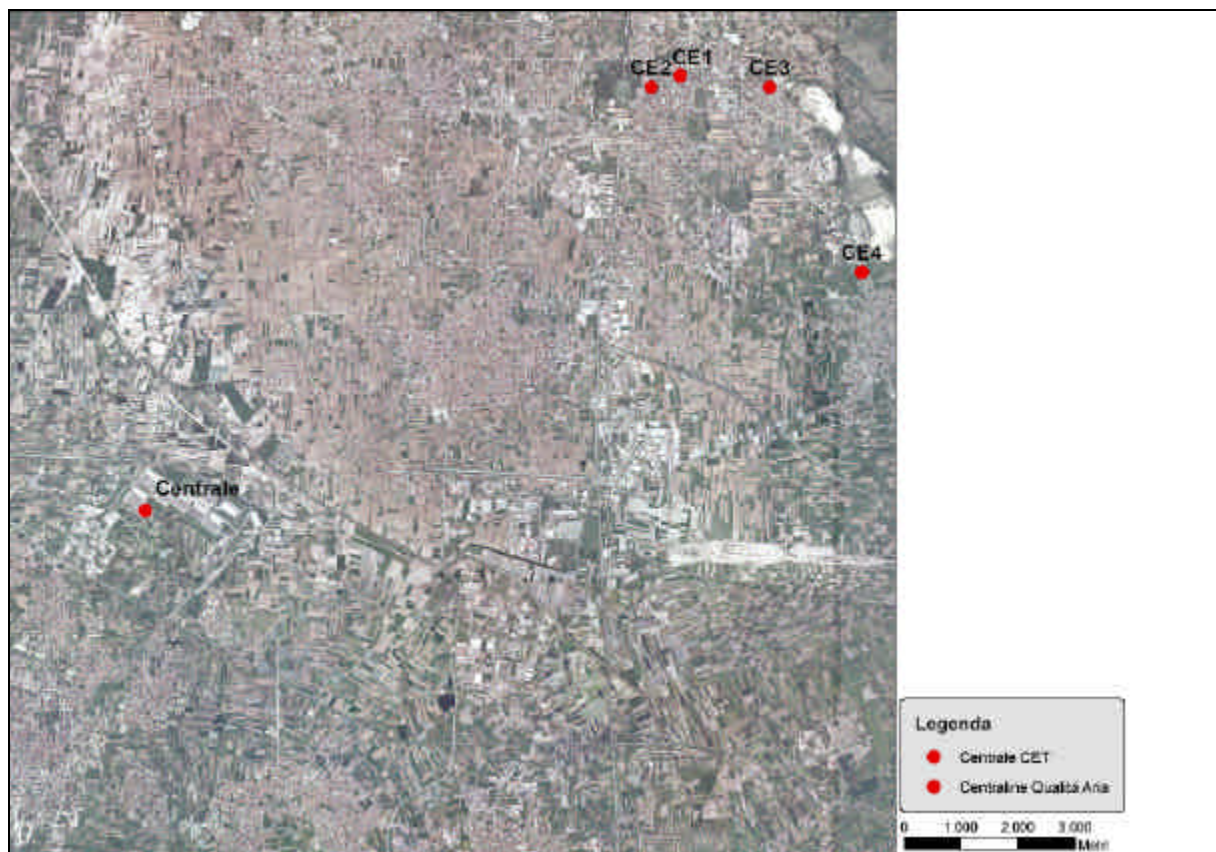 CE2 CE1 CE3
CE4
Centrale
Legenda
Centrale CET
Centraline Qualità Aria
0 1.000 2.000 3.000
Metri